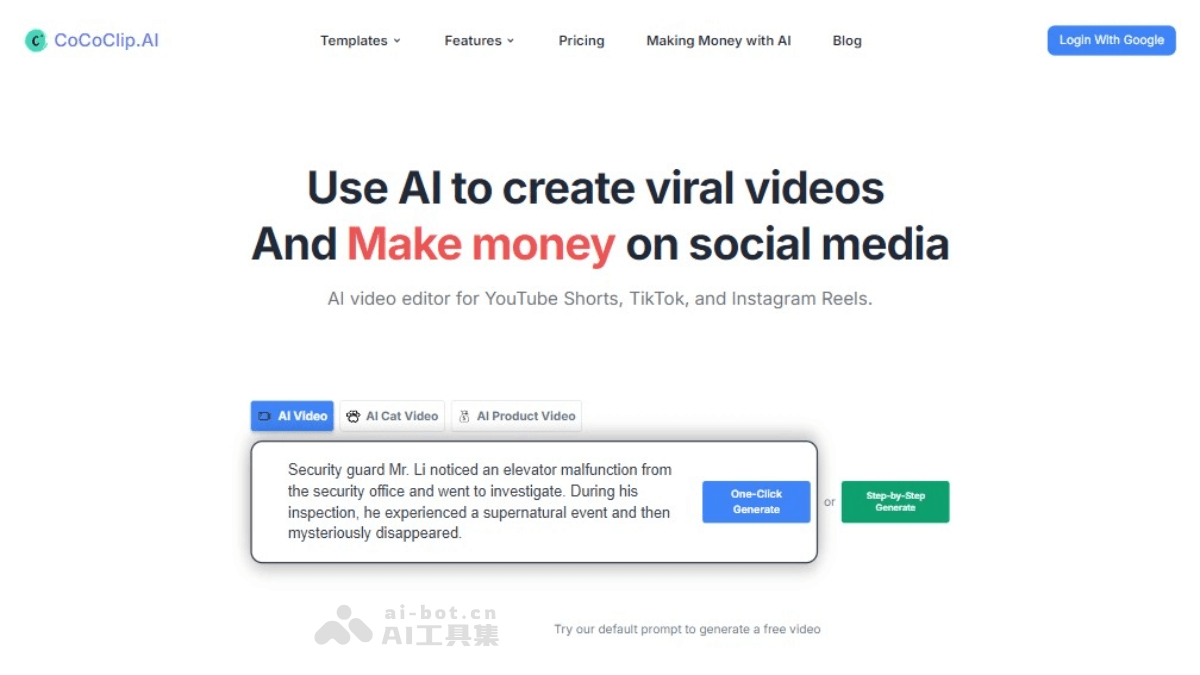 CoCoClip.AI
Templates
Features
Pricing
Making Money with AI
Blog
Login With Google
Use AI to create viral videos
And Make money on social media
AI video editor for YouTube Shorts, TikTok, and Instagram Reels.
AI Video
AI Cat Video
AI Product Video
Security guard Mr. Li noticed an elevator malfunction from
the security office and went to investigate. During his
inspection, he experienced a supernatural event and then
mysteriously disappeared.
One-Click
Generate
or
Step-by-Step
Generate
ai-bot.cn
AI工具集
Try our default prompt to generate a free video